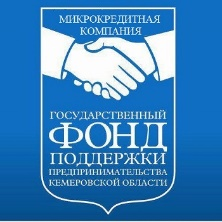 МИКРОКРЕДИТНАЯ
КОМПАНИЯ
ГОСУДАРСТВЕННЫЙ
ФОНД
ПОДДЕРЖКИ
ПРЕДПРИНИМАТЕЛЬСТВА
КЕМЕРОВСКОЙ ОБЛАСТИ